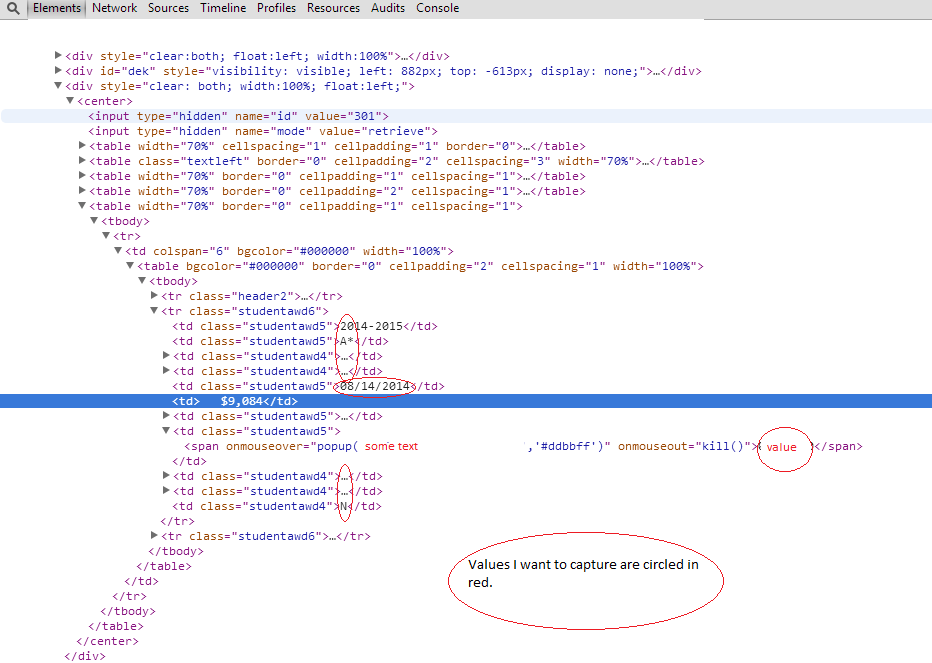 Elements Network Sources Timeline Profiles Resources Audits Console
▶<div style="clear:both; float:left; width:100%">…</div>
▶<div id="dek" style="visibility: visible; left: 882px; top: -613px; display: none;">…</div>
▼<div style="clear: both; width:100%; float:left;">
▼<center>
<input type="hidden" name="id" value="301">
<input type="hidden" name="mode" value="retrieve">
▶<table width="70%" cellspacing="1" cellpadding="1" border="0">…</table>
▶<table class="textleft" border="0" cellpadding="2" cellspacing="3" width="70%">…</table>
▶<table width="70%" border="0" cellpadding="1" cellspacing="1">…</table>
▶<table width="70%" border="0" cellpadding="2" cellspacing="1">…</table>
▼<table width="70%" border="0" cellpadding="1" cellspacing="1">
▼<tbody>
▼<tr>
▼<td colspan="6" bgcolor="#000000" width="100%">
▼<table bgcolor="#000000" border="0" cellpadding="2" cellspacing="1" width="100%">
▼<tbody>
▶<tr class="header2">…</tr>
▼<tr class="studentawd6">
<td class="studentawd5">2014-2015</td>
<td class="studentawd5">A*</td>
▶<td class="studentawd4">…</td>
▶<td class="studentawd4">…</td>
<td class="studentawd5">08/14/2014</td>
<td>   $9,084</td>
▶<td class="studentawd5">…</td>
▼<td class="studentawd5">
<span onmouseover="popup( some text ,'#ddbbff')" onmouseout="kill()"> value </span>
</td>
▶<td class="studentawd4">…</td>
▶<td class="studentawd4">…</td>
<td class="studentawd4">N</td>
</tr>
▶<tr class="studentawd6">…</tr>
</tbody>
</table>
</td>
</tr>
</tbody>
</table>
</center>
</div>
Values I want to capture are circled in
red.